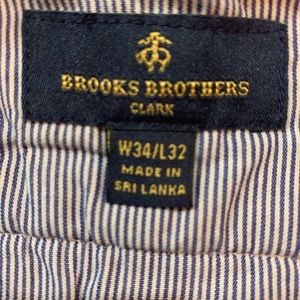 BROOKS BROTHERS
CLARK
W34/L32
MADE IN
SRI LANKA